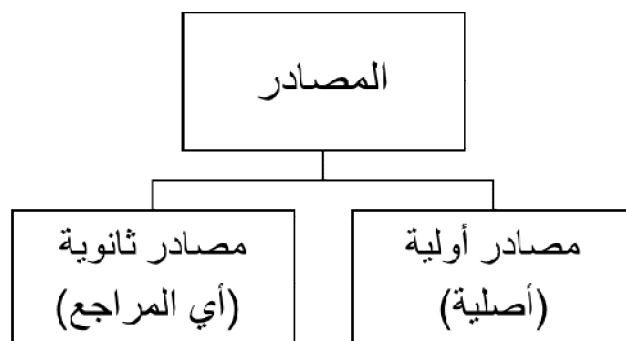 المصادر
مصادر أولية
(أصلية)
مصادر ثانوية
(أي المراجع)